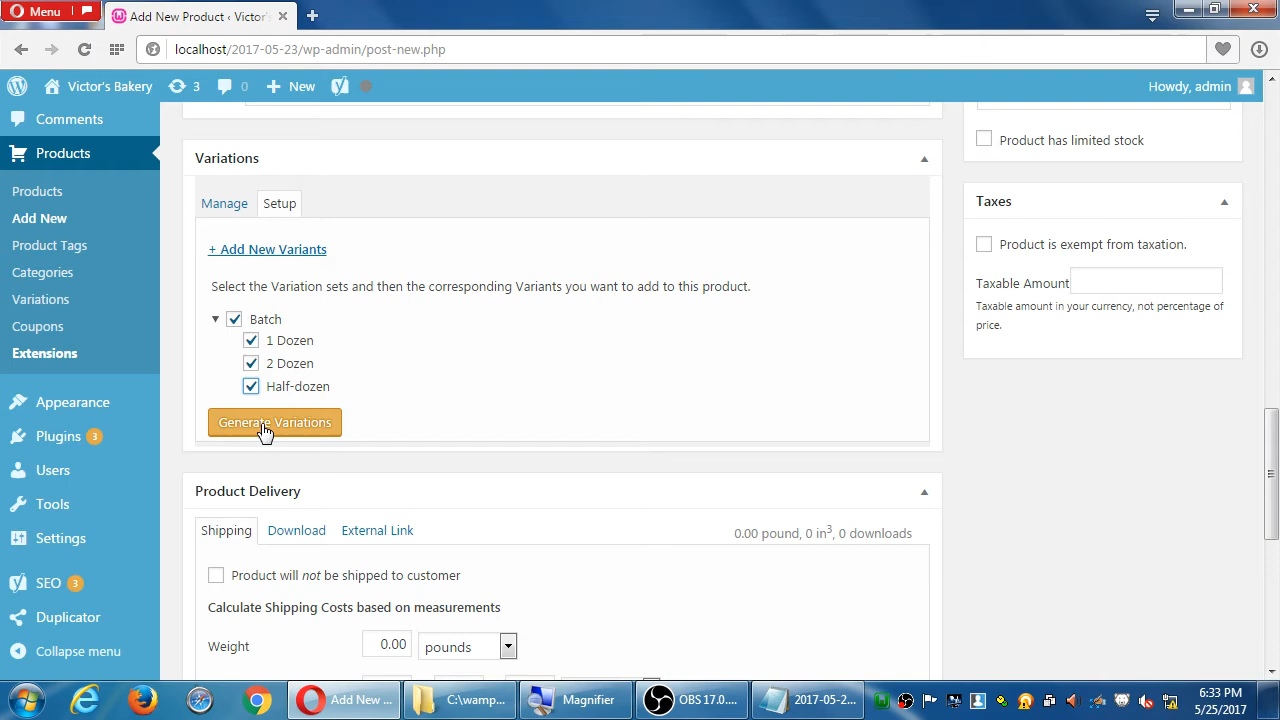 Menu
Add New Product ‹ Victor's
localhost/2017-05-23/wp-admin/post-new.php
Victor's Bakery
3
0
New
Howdy, admin
Comments
Products
Products
Add New
Product Tags
Categories
Variations
Coupons
Extensions
Appearance
Plugins 3
Users
Tools
Settings
SEO 3
Duplicator
Collapse menu
Variations
Manage
Setup
+ Add New Variants
Select the Variation sets and then the corresponding Variants you want to add to this product.
Batch
1 Dozen
2 Dozen
Half-dozen
Generate Variations
Product Delivery
Shipping
Download
External Link
0.00 pound, 0 in3, 0 downloads
Product will not be shipped to customer
Calculate Shipping Costs based on measurements
Weight
0.00
pounds
Product has limited stock
Taxes
Product is exempt from taxation.
Taxable Amount
Taxable amount in your currency, not percentage of
price.
Add New ...
C:\wamp...
Magnifier
OBS 17.0....
2017-05-2...
6:33 PM
5/25/2017